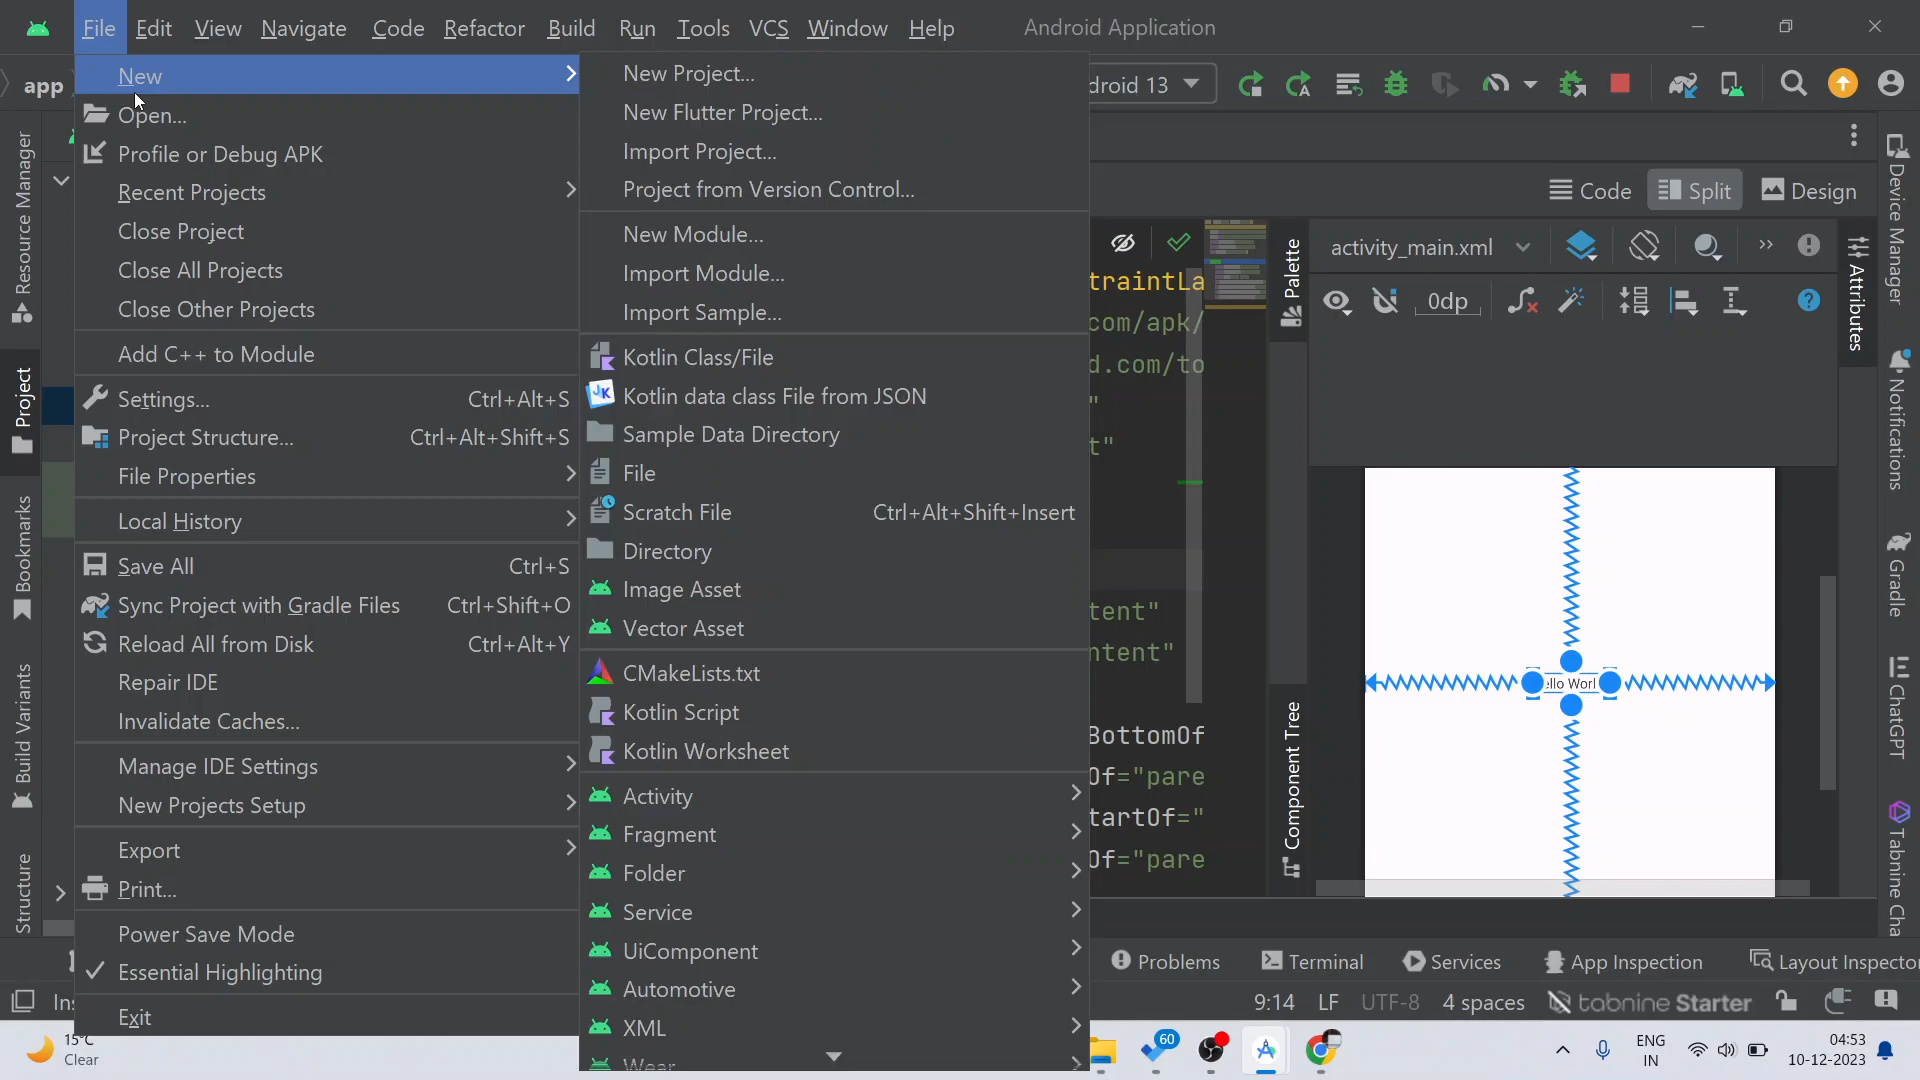 File Edit View Navigate Code Refactor Build Run Tools VCS Window Help Android Application
app
droid 13
New
Open...
Profile or Debug APK
Recent Projects
Close Project
Close All Projects
Close Other Projects
Add C++ to Module
Settings... Ctrl+Alt+S
Project Structure... Ctrl+Alt+Shift+S
File Properties
Local History
Save All Ctrl+S
Sync Project with Gradle Files Ctrl+Shift+O
Reload All from Disk Ctrl+Alt+Y
Repair IDE
Invalidate Caches...
Manage IDE Settings
New Projects Setup
Export
Print...
Power Save Mode
Essential Highlighting
Exit
New Project...
New Flutter Project...
Import Project...
Project from Version Control...
New Module...
Import Module...
Import Sample...
Kotlin Class/File
Kotlin data class File from JSON
Sample Data Directory
File
Scratch File Ctrl+Alt+Shift+Insert
Directory
Image Asset
Vector Asset
CMakeLists.txt
Kotlin Script
Kotlin Worksheet
Activity
Fragment
Folder
Service
UiComponent
Automotive
XML
Wear
Resource Manager
Project
Bookmarks
Build Variants
Structure
Code Split Design
traintLa
com/apk/
d.com/to
"
t"
tent"
ntent"
BottomOf
Of="pare
tartOf="
Of="pare
Palette
Component Tree
activity_main.xml
0dp
ello Worl
Attributes
Device Manager
Notifications
Gradle
ChatGPT
Tabnine Cha
Problems Terminal Services App Inspection Layout Inspector
Ins
9:14 LF UTF-8 4 spaces tabnine Starter
15°C
Clear
60
ENG
IN
04:53
10-12-2023